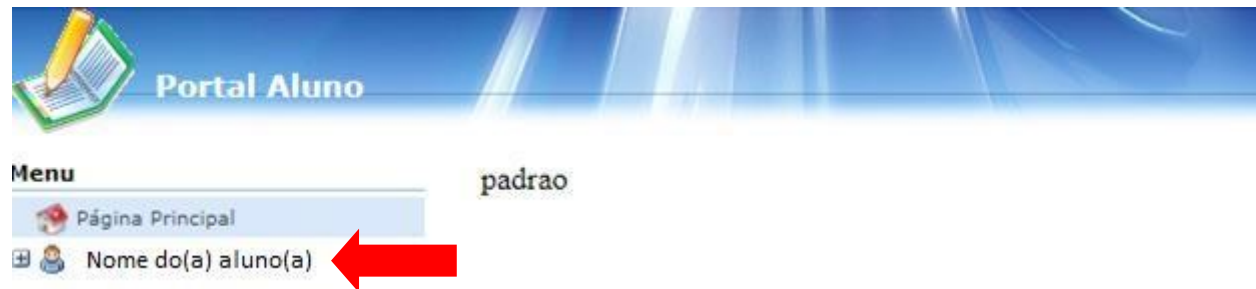 Portal Aluno
Menu
padrao
Página Principal
Nome do(a) aluno(a)